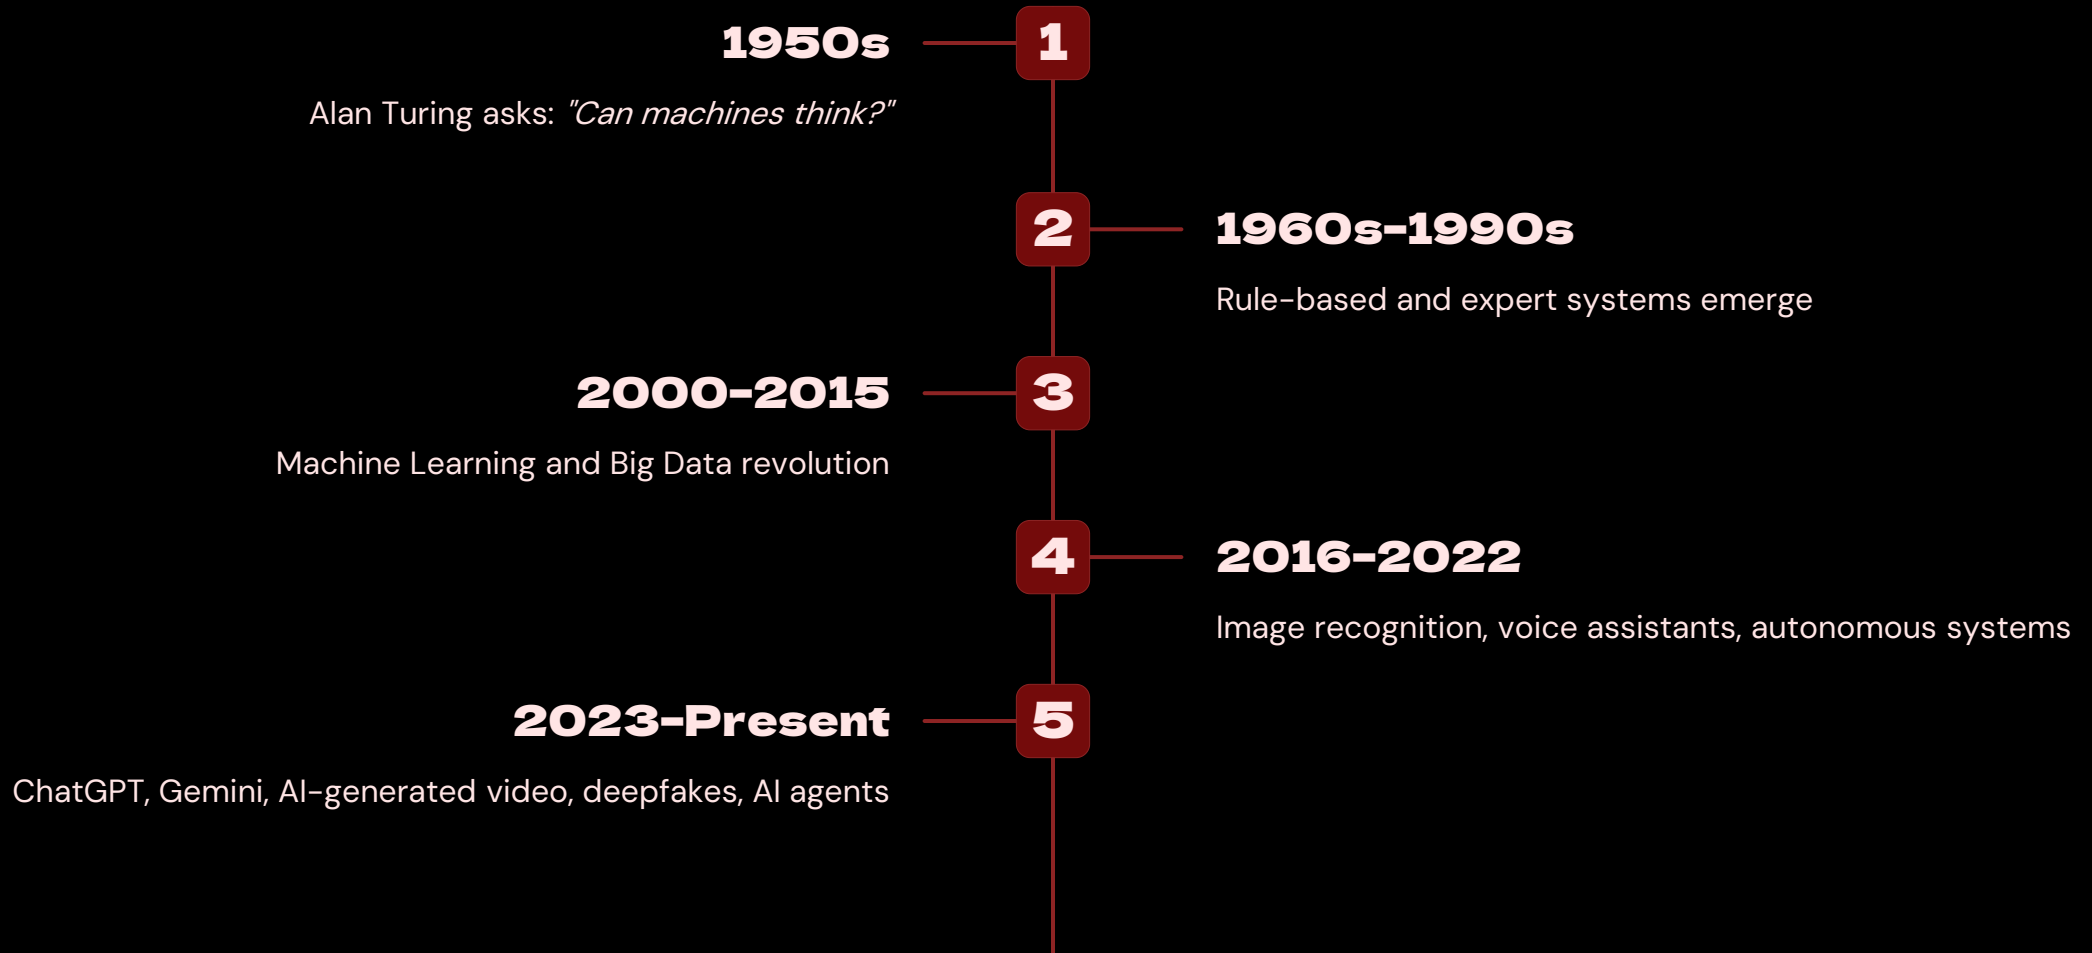 1950s
1
Alan Turing asks: "Can machines think?"
2
1960s-1990s
Rule-based and expert systems emerge
2000-2015
3
Machine Learning and Big Data revolution
4
2016-2022
Image recognition, voice assistants, autonomous systems
2023-Present
5
ChatGPT, Gemini, AI-generated video, deepfakes, AI agents